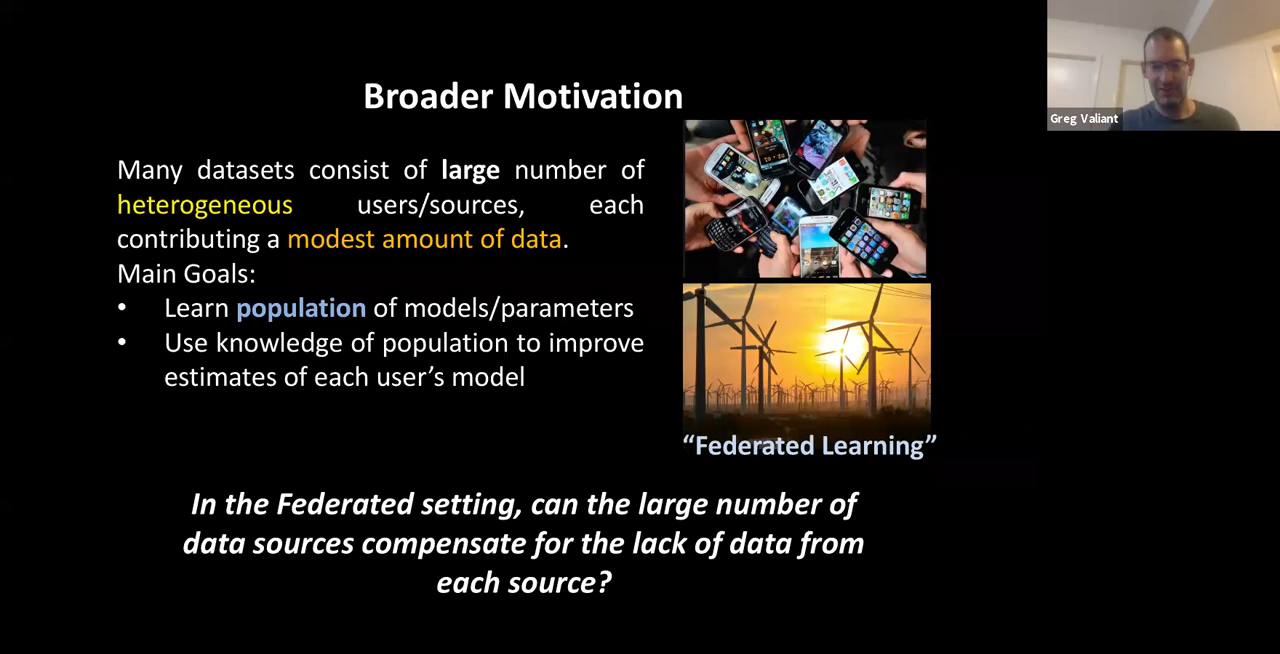 Broader Motivation
Many datasets consist of large number of
heterogeneous users/sources, each
contributing a modest amount of data.
Main Goals:
• Learn population of models/parameters
• Use knowledge of population to improve
estimates of each user’s model
“Federated Learning”
In the Federated setting, can the large number of
data sources compensate for the lack of data from
each source?
Greg Valiant